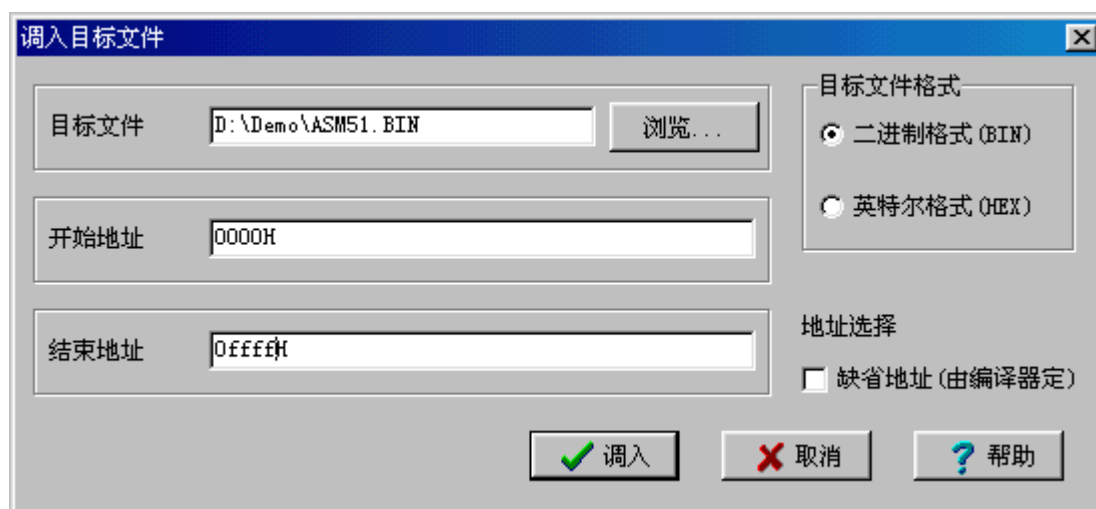 调入目标文件
目标文件
D:\Demo\ASM51.BIN
浏览...
目标文件格式
二进制格式(BIN)
英特尔格式(HEX)
开始地址
0000H
结束地址
0ffffH
地址选择
缺省地址(由编译器定)
调入
取消
帮助